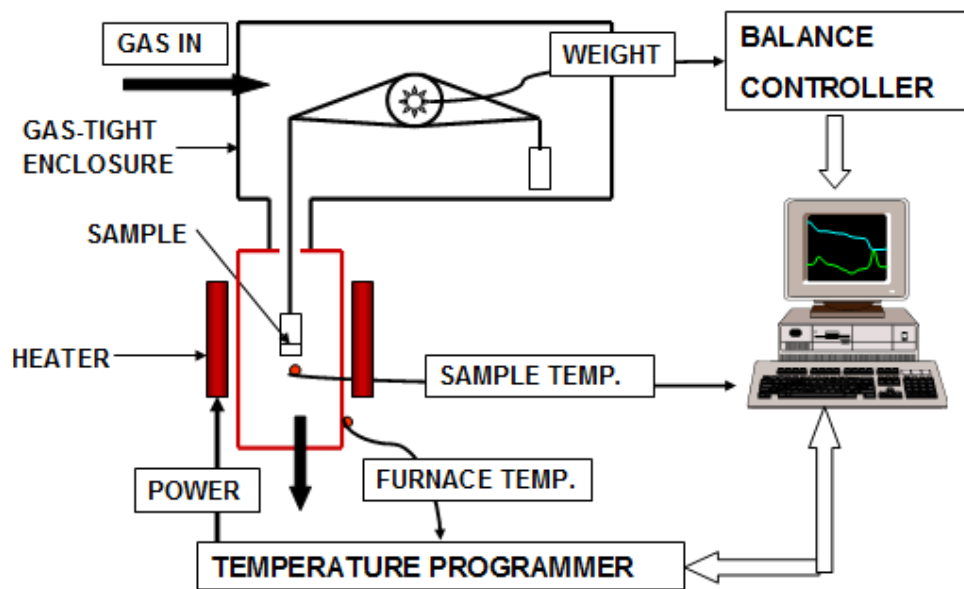 GAS IN
WEIGHT
BALANCE
CONTROLLER
GAS-TIGHT
ENCLOSURE
SAMPLE
HEATER
SAMPLE TEMP.
POWER
FURNACE TEMP.
TEMPERATURE PROGRAMMER